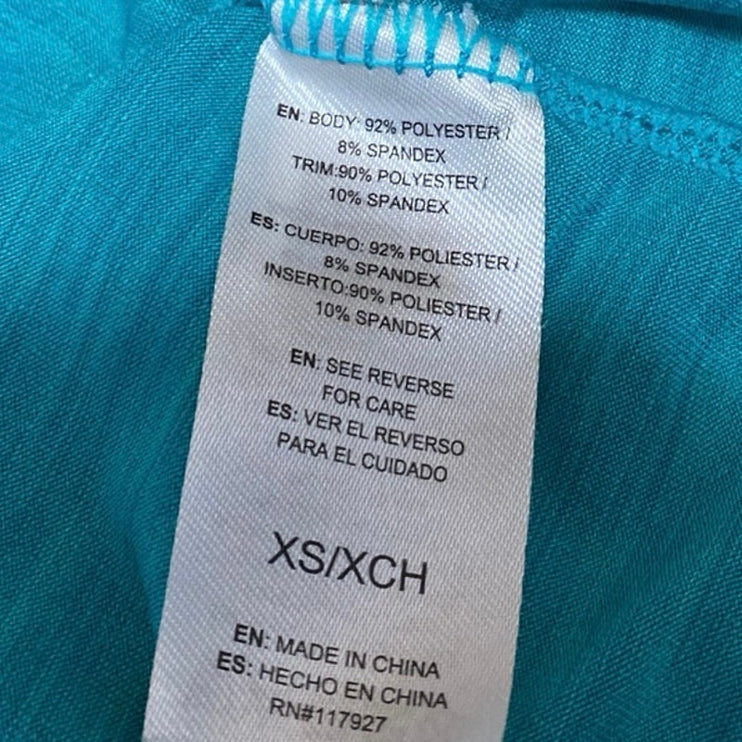 EN: BODY: 92% POLYESTER /
8% SPANDEX
TRIM:90% POLYESTER /
10% SPANDEX
ES: CUERPO: 92% POLIESTER /
8% SPANDEX
INSERTO:90% POLIESTER /
10% SPANDEX
EN: SEE REVERSE
FOR CARE
ES: VER EL REVERSO
PARA EL CUIDADO
XS/XCH
EN: MADE IN CHINA
ES: HECHO EN CHINA
RN#117927